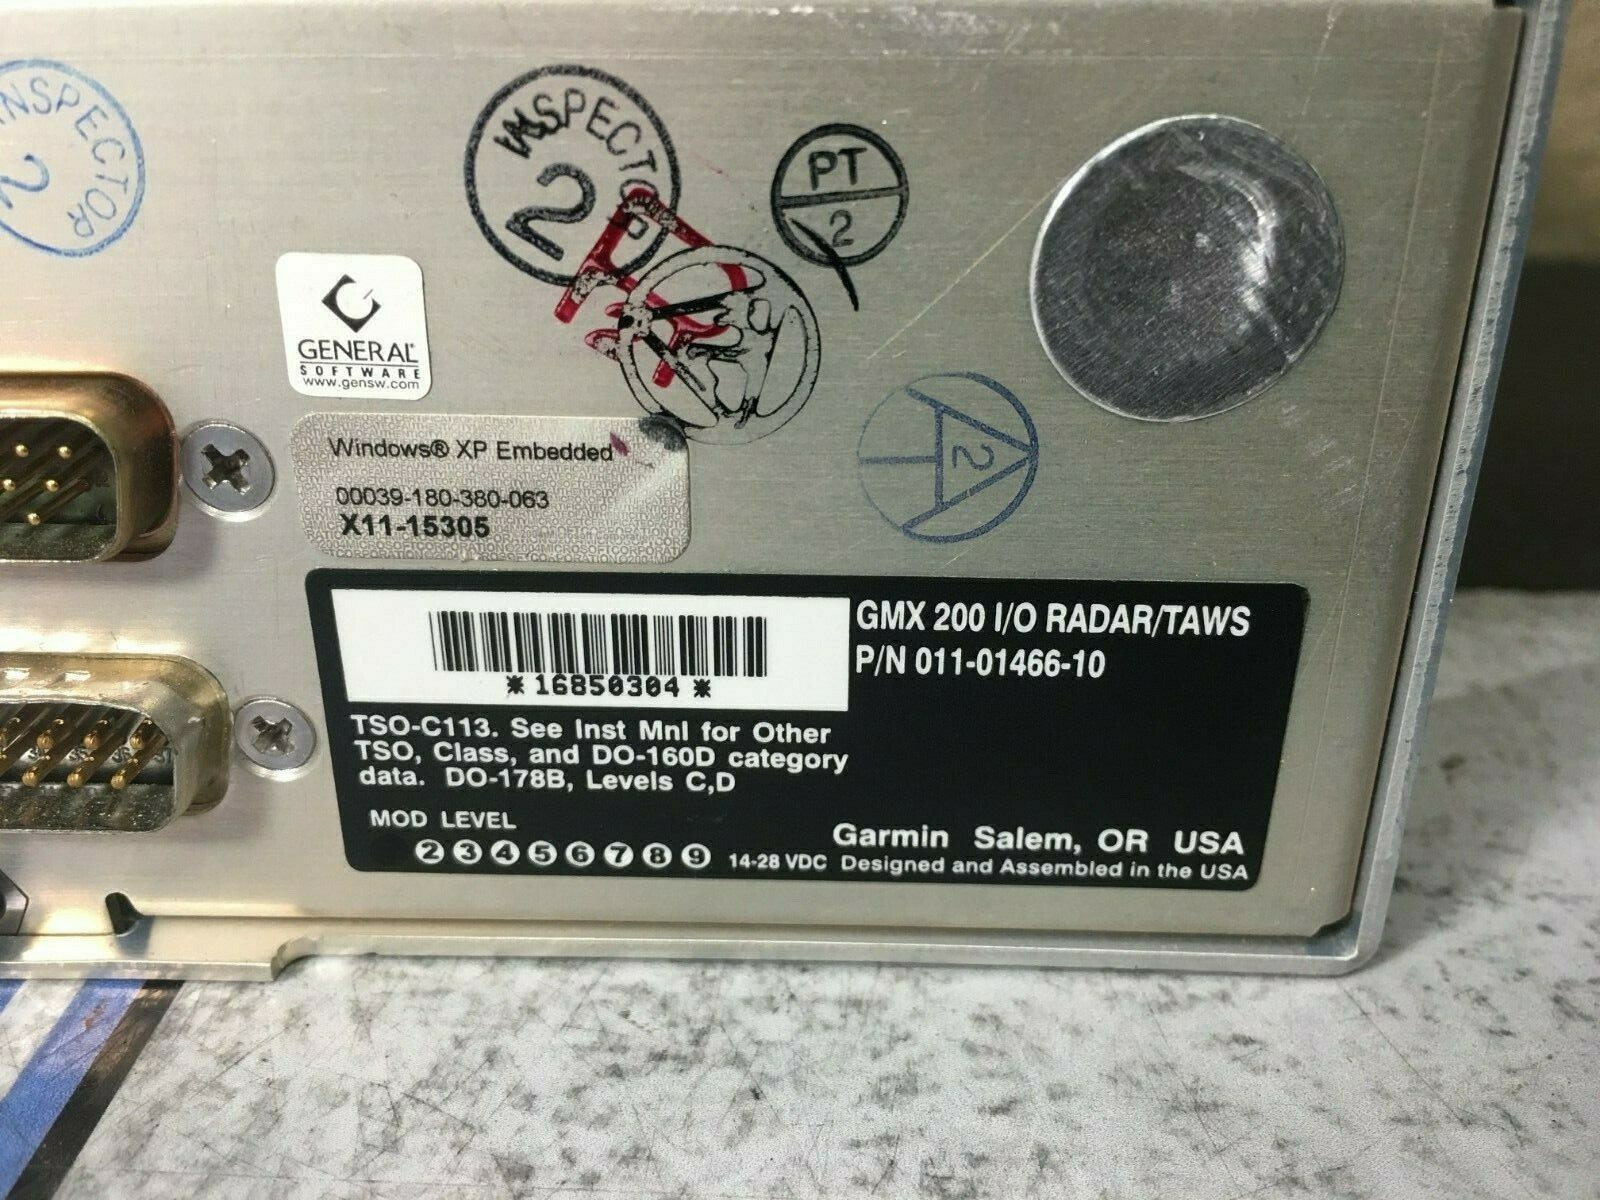 INSPECTOR
2
INSPECTOR
2
PT
2
GENERAL
SOFTWARE
www.gensw.com
Windows® XP Embedded
00039-180-380-063
X11-15305
2
*16850304*
GMX 200 I/O RADAR/TAWS
P/N 011-01466-10
TSO-C113. See Inst Mnl for Other
TSO, Class, and DO-160D category
data. DO-178B, Levels C,D
MOD LEVEL
2 3 4 5 6 7 8 9 14-28 VDC
Garmin Salem, OR USA
Designed and Assembled in the USA